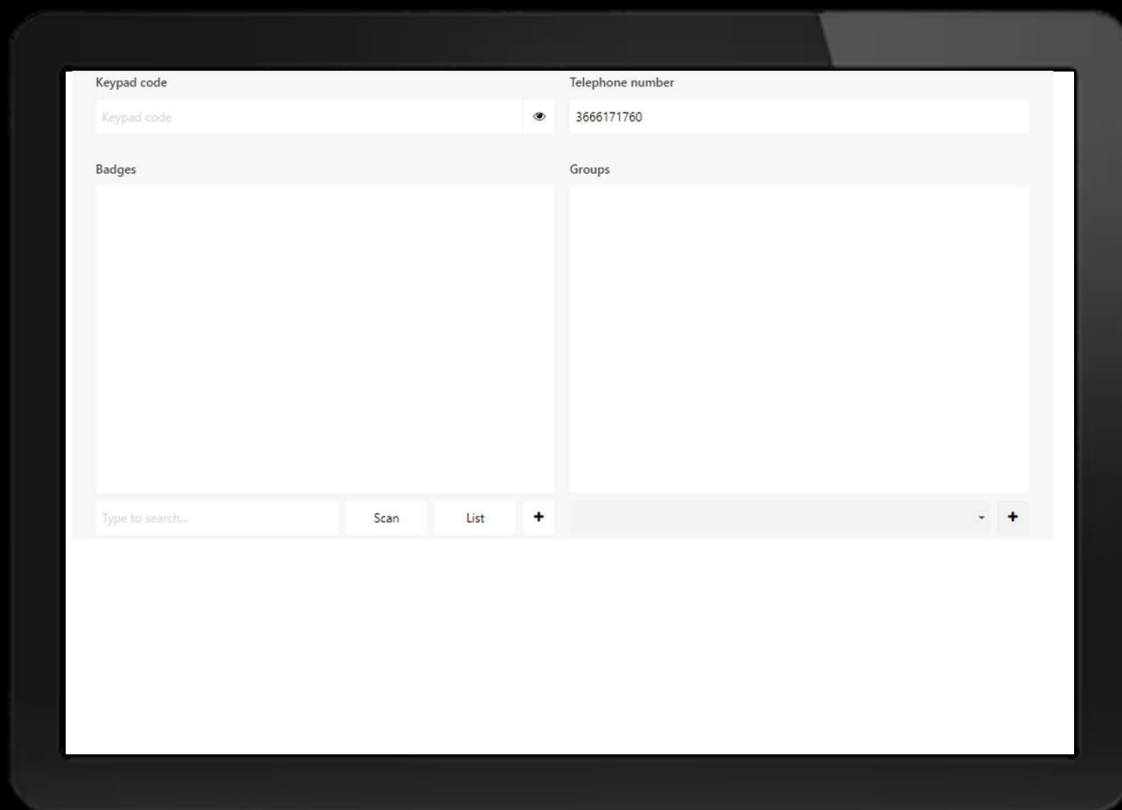 Keypad code
Telephone number
Keypad code
3666171760
Badges
Groups
Type to search...
Scan
List
+
+